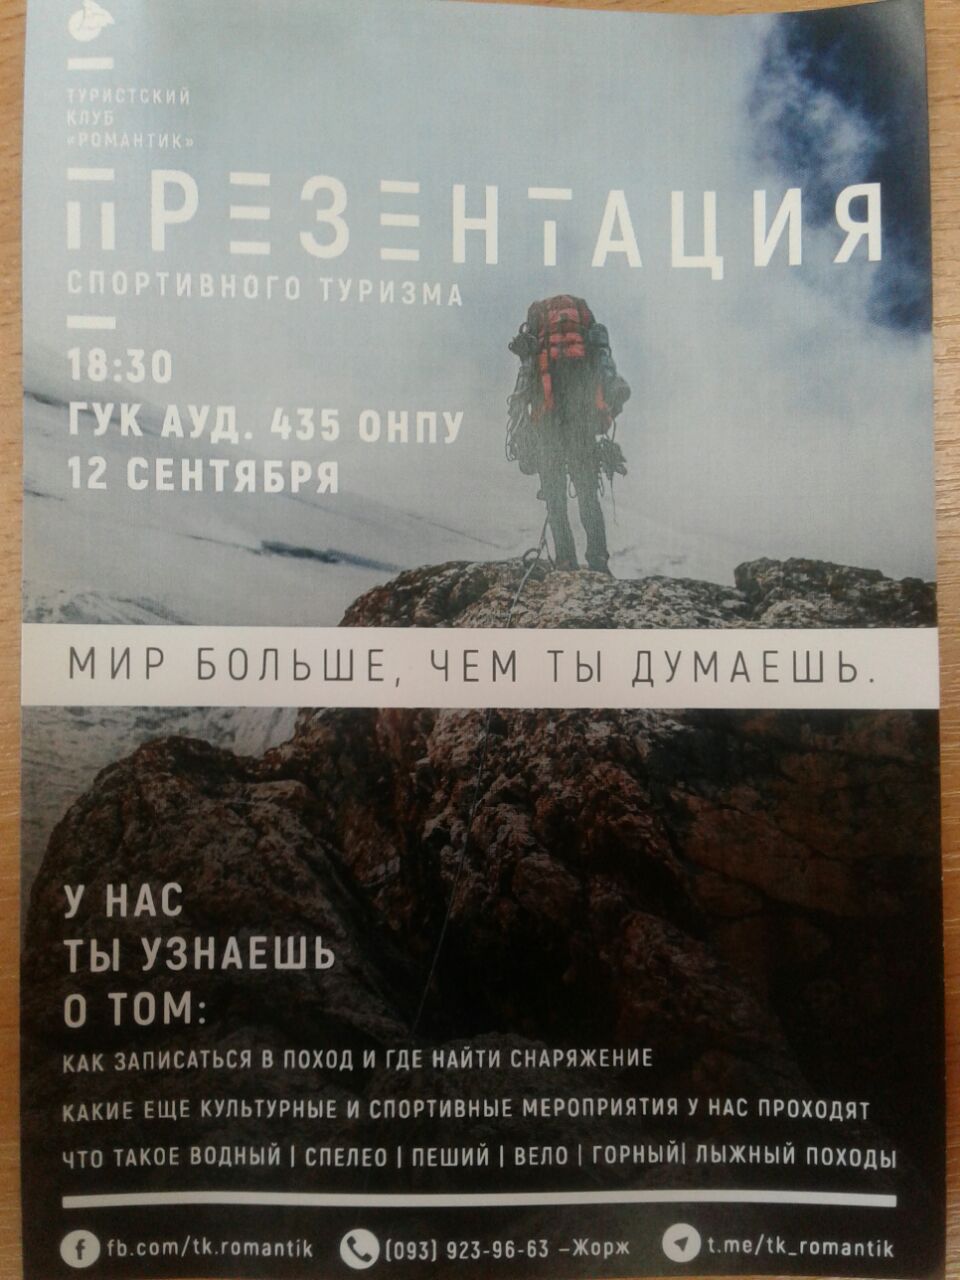 ТУРИСТСКИЙ
КЛУБ
«РОМАНТИК»
ПРЕЗЕНТАЦИЯ
СПОРТИВНОГО ТУРИЗМА
18:30
ГУК АУД. 435 ОНПУ
12 СЕНТЯБРЯ
МИР БОЛЬШЕ, ЧЕМ ТЫ ДУМАЕШЬ.
У НАС
ТЫ УЗНАЕШЬ
О ТОМ:
КАК ЗАПИСАТЬСЯ В ПОХОД И ГДЕ НАЙТИ СНАРЯЖЕНИЕ
КАКИЕ ЕЩЕ КУЛЬТУРНЫЕ И СПОРТИВНЫЕ МЕРОПРИЯТИЯ У НАС ПРОХОДЯТ
ЧТО ТАКОЕ ВОДНЫЙ | СПЕЛЕО | ПЕШИЙ | ВЕЛО | ГОРНЫЙ| ЛЫЖНЫЙ ПОХОДЫ
f fb.com/tk.romantik (093) 923-96-63 –Жорж t.me/tk_romantik